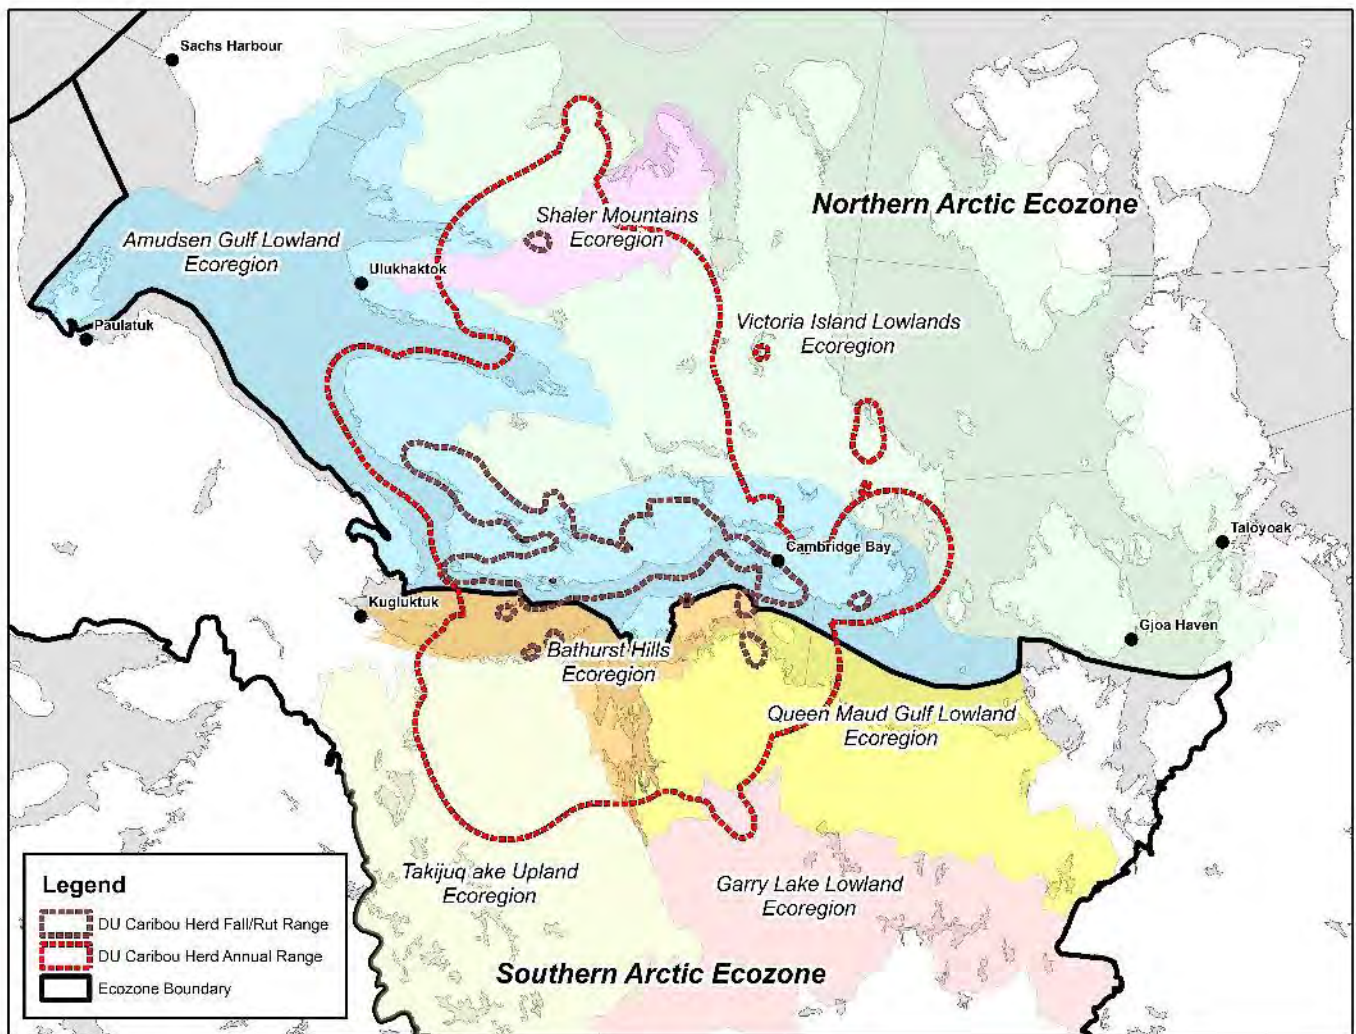 Sachs Harbour
Northern Arctic Ecozone
Shaler Mountains
Ecoregion
Amudsen Gulf Lowland
Ecoregion
Ulukhaktok
Paulatuk
Victoria Island Lowlands
Ecoregion
Taloyoak
Cambridge Bay
Kugluktuk
Gjoa Haven
Bathurst Hills
Ecoregion
Queen Maud Gulf Lowland
Ecoregion
Takijuq ake Upland
Ecoregion
Garry Lake Lowland
Ecoregion
Southern Arctic Ecozone
Legend
DU Caribou Herd Fall/Rut Range
DU Caribou Herd Annual Range
Ecozone Boundary